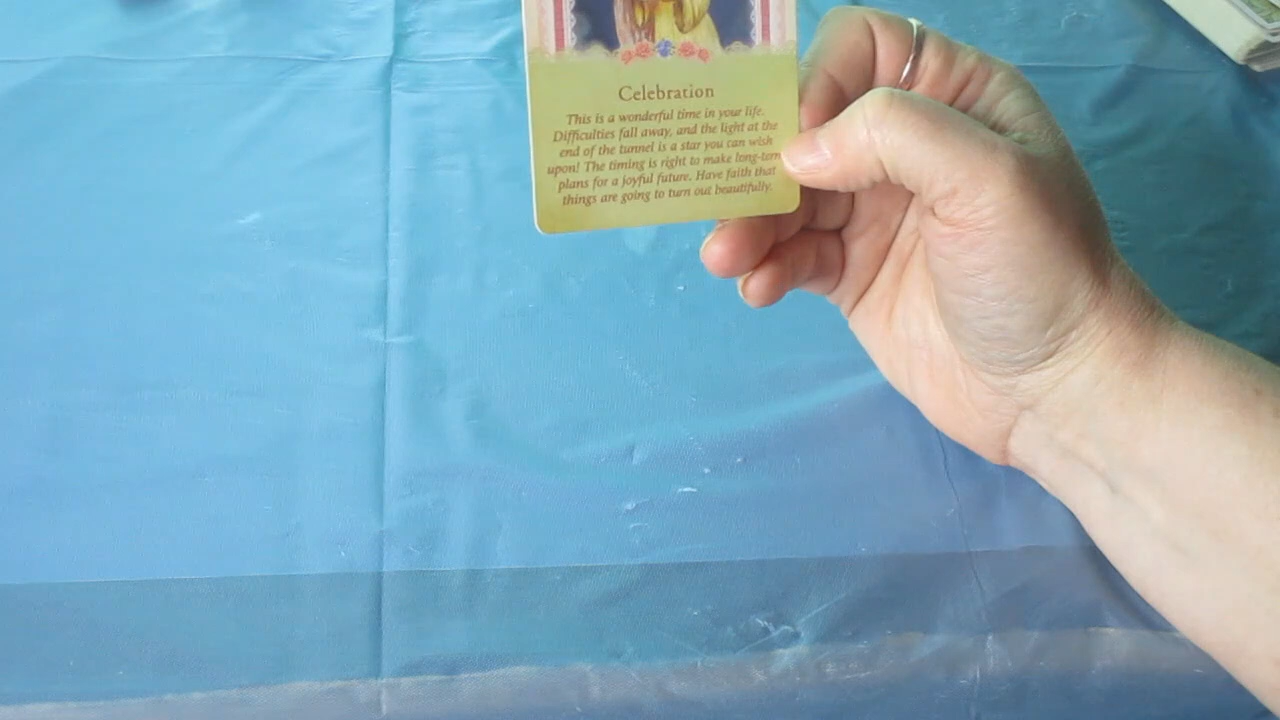 Celebration
This is a wonderful time in your life.
Difficulties fall away, and the light at the
end of the tunnel is a star you can wish
upon! The timing is right to make long-term
plans for a joyful future. Have faith that
things are going to turn out beautifully.